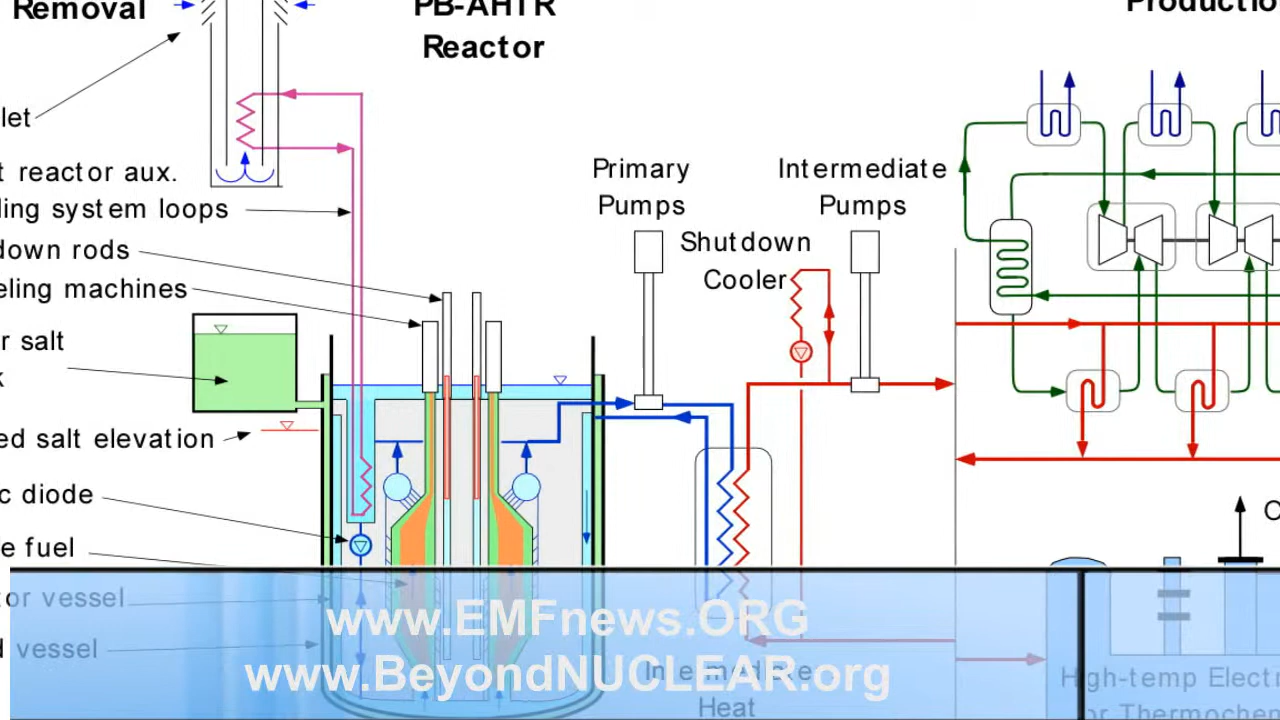 Removal
PB-AHTR
Reactor
Productio
let
t reactor aux.
ling system loops
down rods
eling machines
r salt
k
ed salt elevation
c diode
e fuel
tor vessel
d vessel
Primary
Pumps
Intermediate
Pumps
Shutdown
Cooler
www.EMFnews.ORG
www.BeyondNUCLEAR.org
Intermediate
Heat
High-temp Electr
or Thermochem